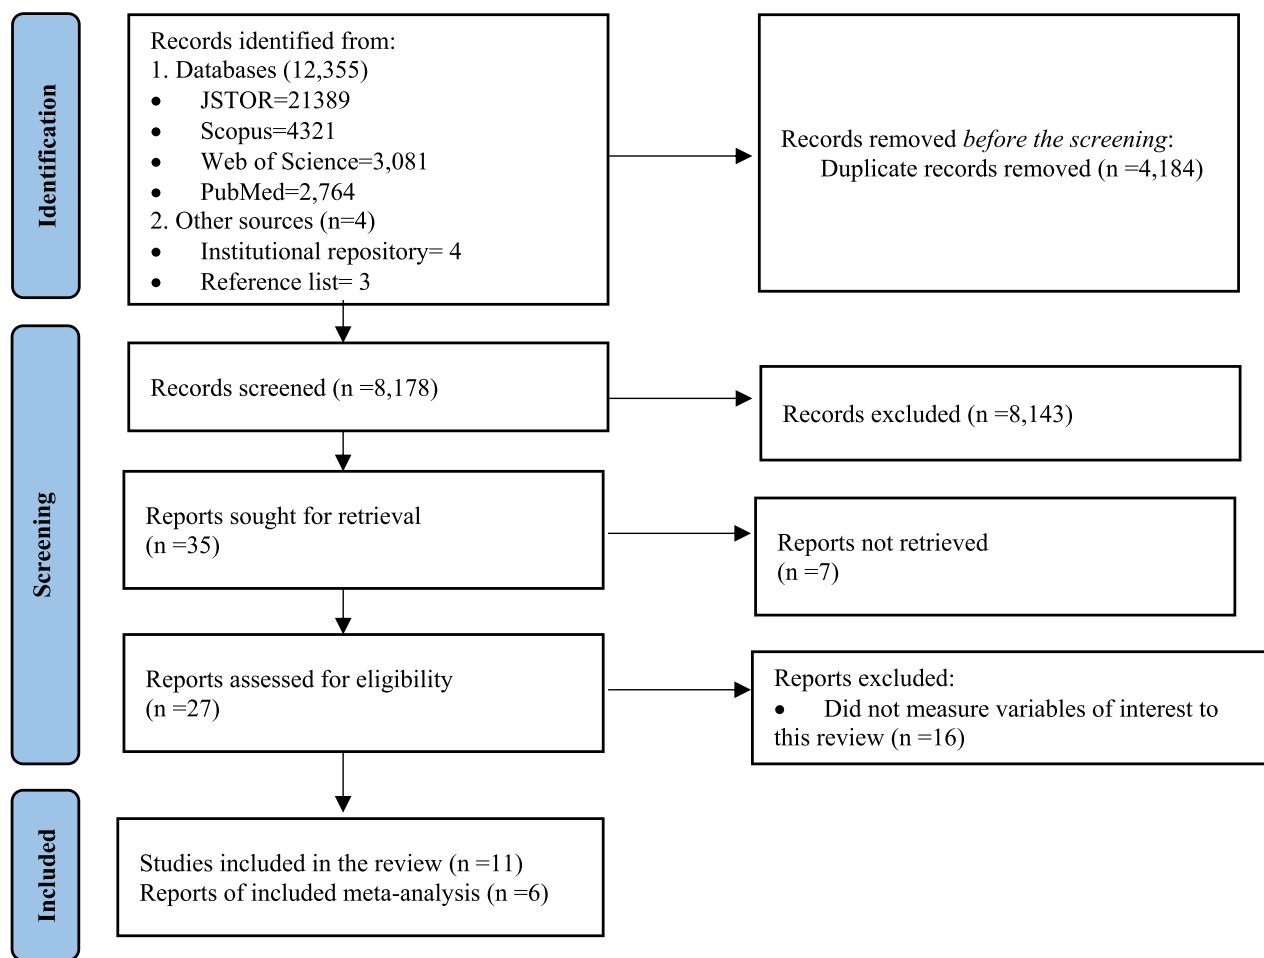 Identification
Records identified from:
1. Databases (12,355)
• JSTOR=21389
• Scopus=4321
• Web of Science=3,081
• PubMed=2,764
2. Other sources (n=4)
• Institutional repository= 4
• Reference list= 3
Records removed before the screening:
Duplicate records removed (n =4,184)
Screening
Records screened (n =8,178)
Records excluded (n =8,143)
Reports sought for retrieval
(n =35)
Reports not retrieved
(n =7)
Reports assessed for eligibility
(n =27)
Reports excluded:
• Did not measure variables of interest to
this review (n =16)
Included
Studies included in the review (n =11)
Reports of included meta-analysis (n =6)